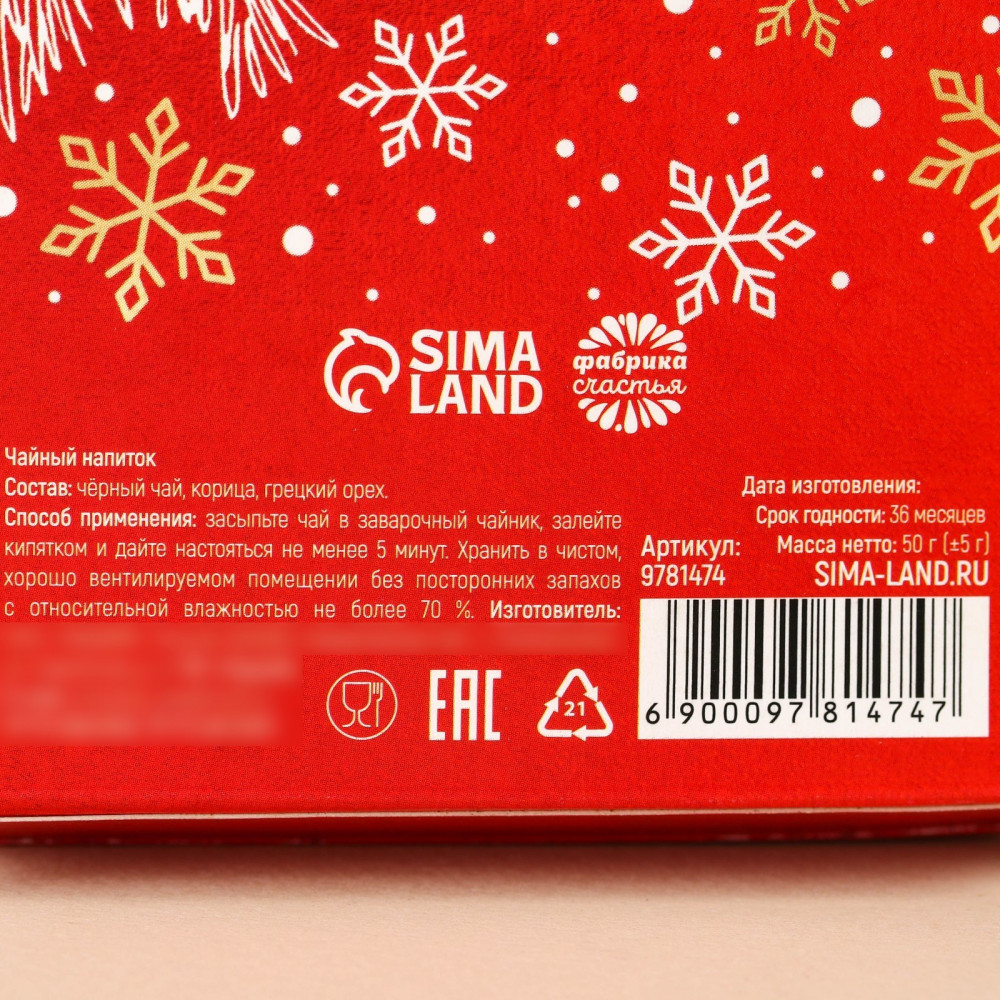 SIMA
LAND
фабрика
счастья
Чайный напиток
Состав: чёрный чай, корица, грецкий орех.
Способ применения: засыпьте чай в заварочный чайник, залейте
кипятком и дайте настояться не менее 5 минут. Хранить в чистом,
хорошо вентилируемом помещении без посторонних запахов
с относительной влажностью не более 70 %. Изготовитель:
Дата изготовления:
Срок годности: 36 месяцев
Артикул:
9781474
Масса нетто: 50 г (±5 г)
SIMA-LAND.RU
EAC
21
6 900097 814747